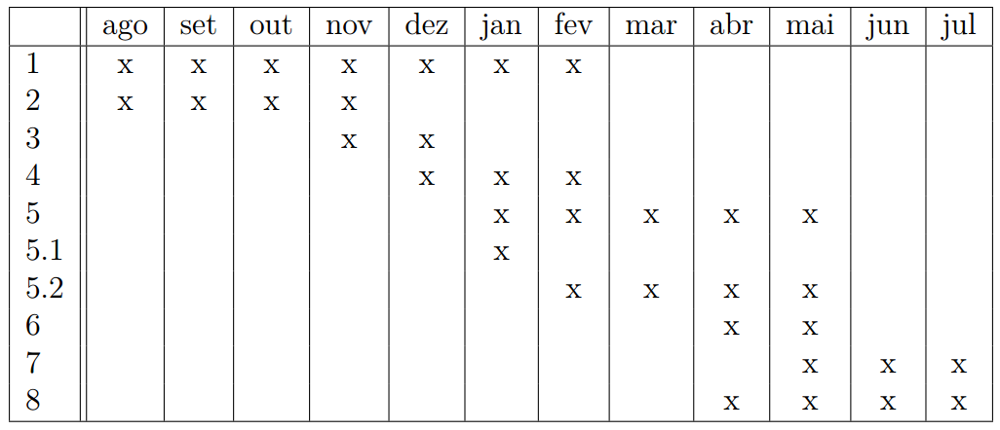 ago set out nov dez jan fev mar abr mai jun jul
1 x x x x x x x
2 x x x x
3 x x
4 x x x
5 x x x x x
5.1 x
5.2 x x x x
6 x x
7 x x x
8 x x x x